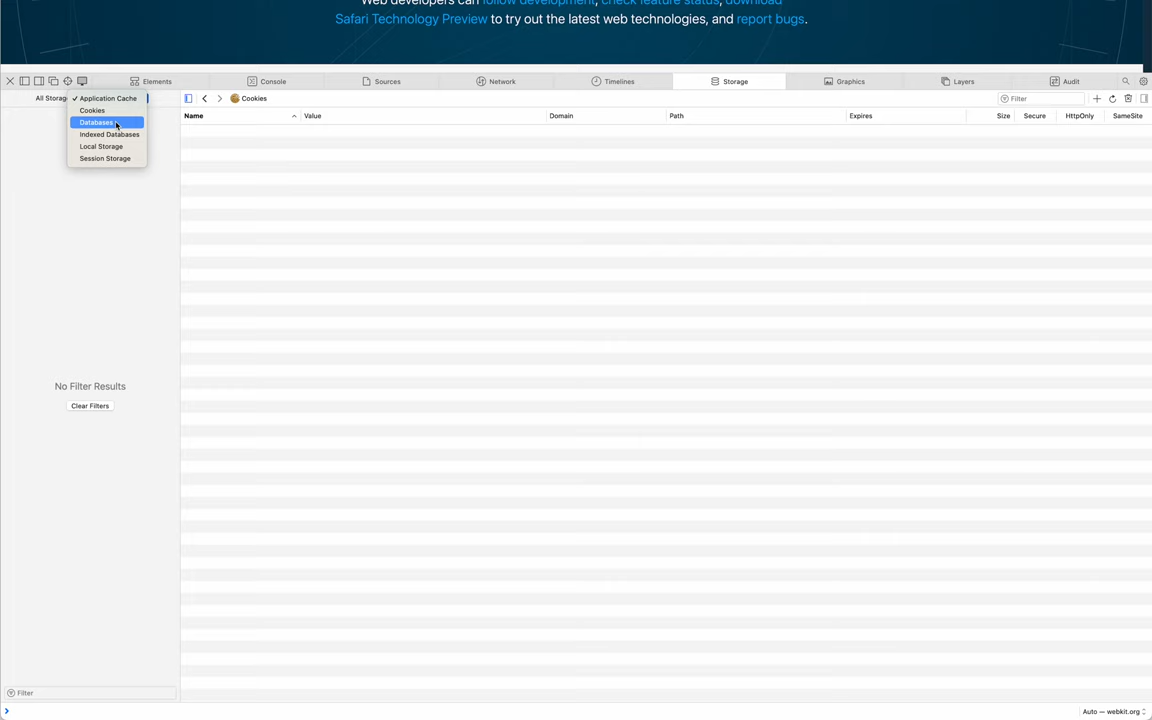 Web developers can follow development, check feature status, download
Safari Technology Preview to try out the latest web technologies, and report bugs.
Elements
Console
Sources
Network
Timelines
Storage
Graphics
Layers
Audit
All Storage
✓ Application Cache
Cookies
Databases
Indexed Databases
Local Storage
Session Storage
Cookies
Filter
Name
Value
Domain
Path
Expires
Size
Secure
HttpOnly
SameSite
No Filter Results
Clear Filters
Filter
Auto — webkit.org